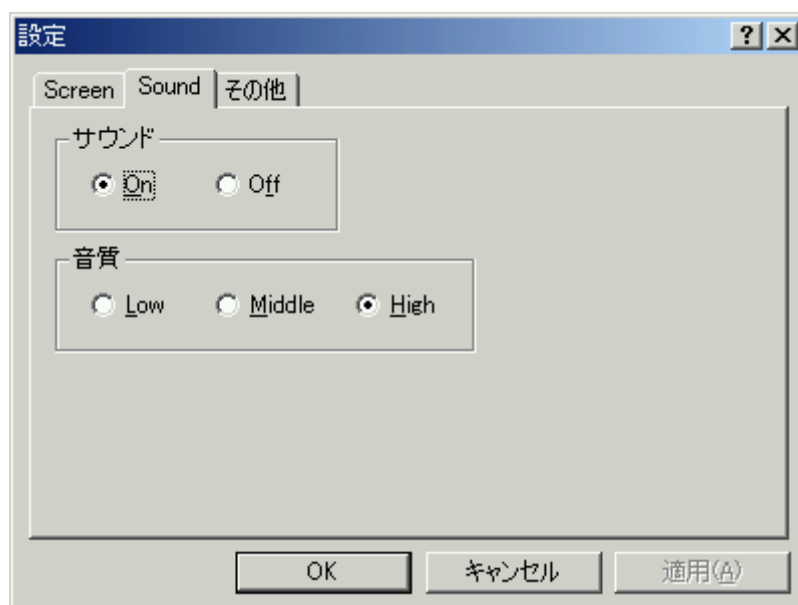 設定
Screen Sound その他
サウンド
On Off
音質
Low Middle High
OK キャンセル 適用(A)